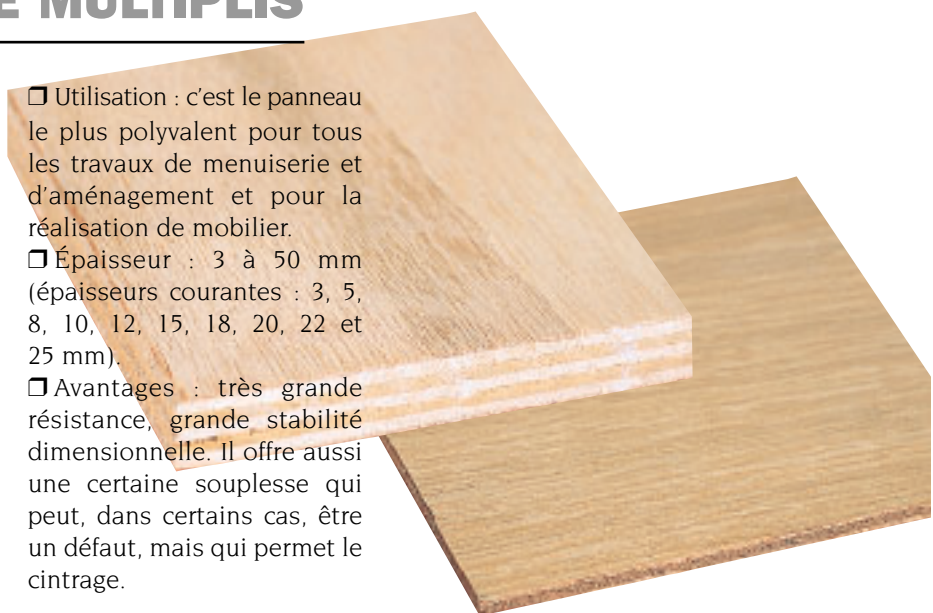 E MULTIPLIS
❒ Utilisation : c'est le panneau
le plus polyvalent pour tous
les travaux de menuiserie et
d'aménagement et pour la
réalisation de mobilier.
❒ Épaisseur : 3 à 50 mm
(épaisseurs courantes : 3, 5,
8, 10, 12, 15, 18, 20, 22 et
25 mm).
❒ Avantages : très grande
résistance, grande stabilité
dimensionnelle. Il offre aussi
une certaine souplesse qui
peut, dans certains cas, être
un défaut, mais qui permet le
cintrage.